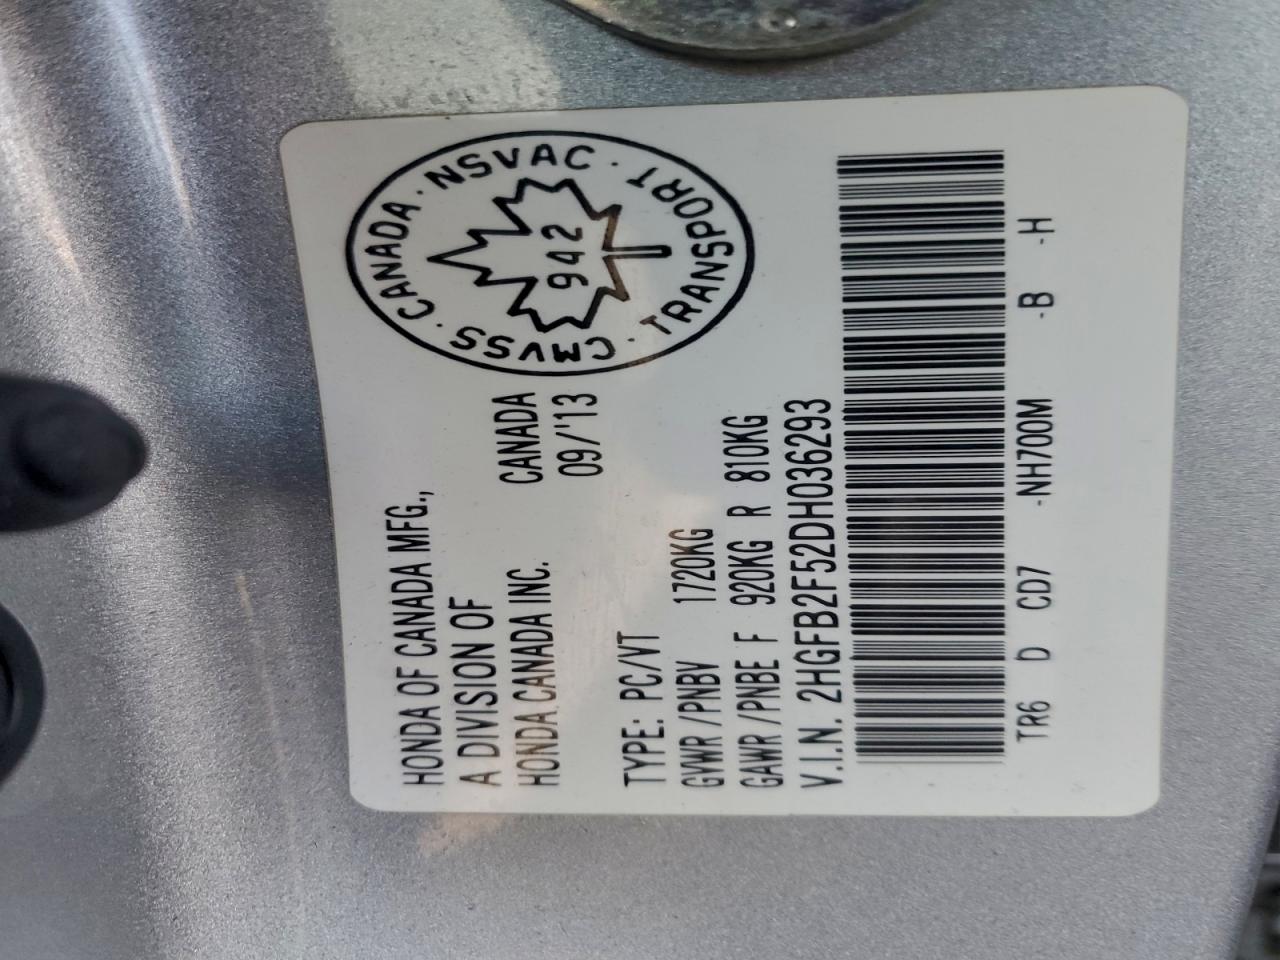 HONDA OF CANADA MFG.,
A DIVISION OF
HONDA CANADA INC.
CANADA
09/'13
CMVSS · CANADA · NSVAC · TRANSPORT ·
942
TYPE: PC/VT
GVWR/PNBV 1720KG
GAWR/PNBE F 920KG R 810KG
V.I.N. 2HGFB2F52DH036293
TR6 D CD7 -NH700M -B -H